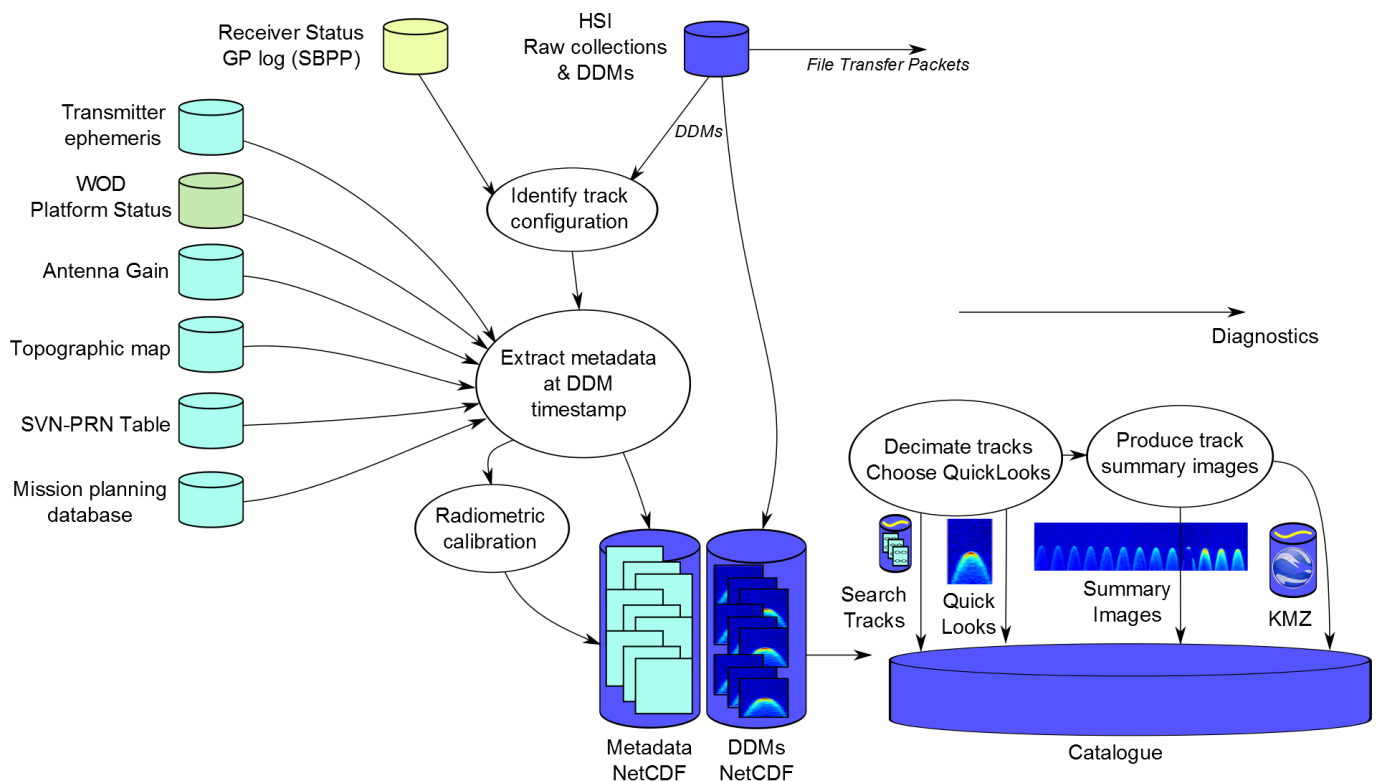 Receiver Status
GP log (SBPP)
HSI
Raw collections
& DDMs
File Transfer Packets
DDMs
Transmitter
ephemeris
WOD
Platform Status
Antenna Gain
Topographic map
SVN-PRN Table
Mission planning
database
Identify track
configuration
Extract metadata
at DDM
timestamp
Radiometric
calibration
Diagnostics
Decimate tracks
Choose QuickLooks
Produce track
summary images
Search
Tracks
Quick
Looks
Summary
Images
KMZ
Metadada
NetCDF
DDMs
NetCDF
Catalogue